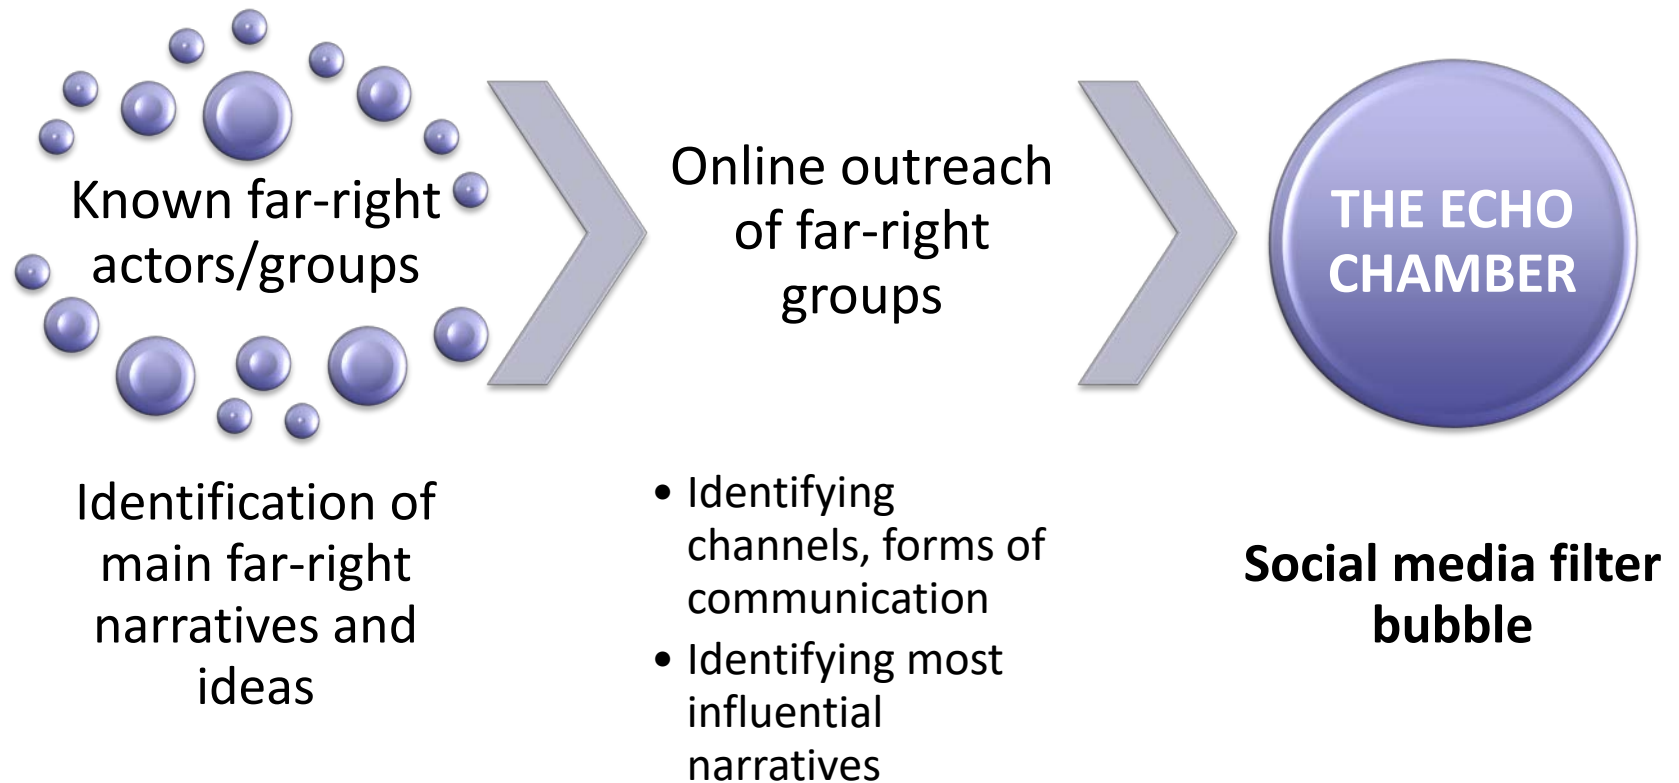 Known far-right
actors/groups
Identification of
main far-right
narratives and
ideas
Online outreach
of far-right
groups
• Identifying
channels, forms of
communication
• Identifying most
influential
narratives
THE ECHO
CHAMBER
Social media filter
bubble